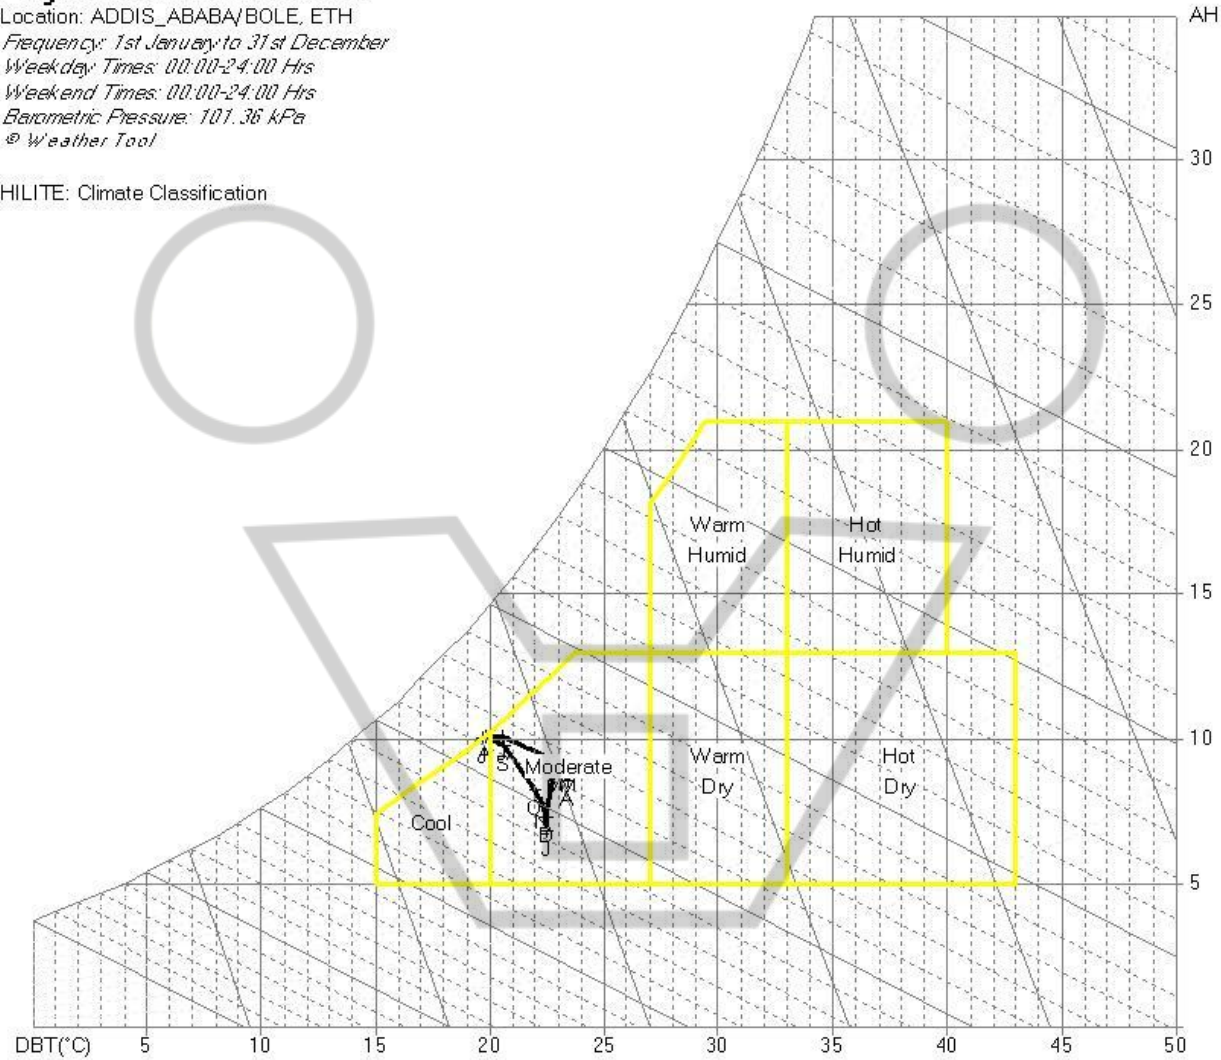 Location: ADDIS_ABABA/BOLE, ETH
Frequency: 1st January to 31st December
Weekday Times: 00:00-24:00 Hrs
Weekend Times: 00:00-24:00 Hrs
Barometric Pressure: 101.36 kPa
© Weather Tool
HILITE: Climate Classification
AH
30
25
20
15
10
5
Warm
Humid
Hot
Humid
Cool
Moderate
Warm
Dry
Hot
Dry
A
S
A
J
DBT(°C)
5
10
15
20
25
30
35
40
45
50